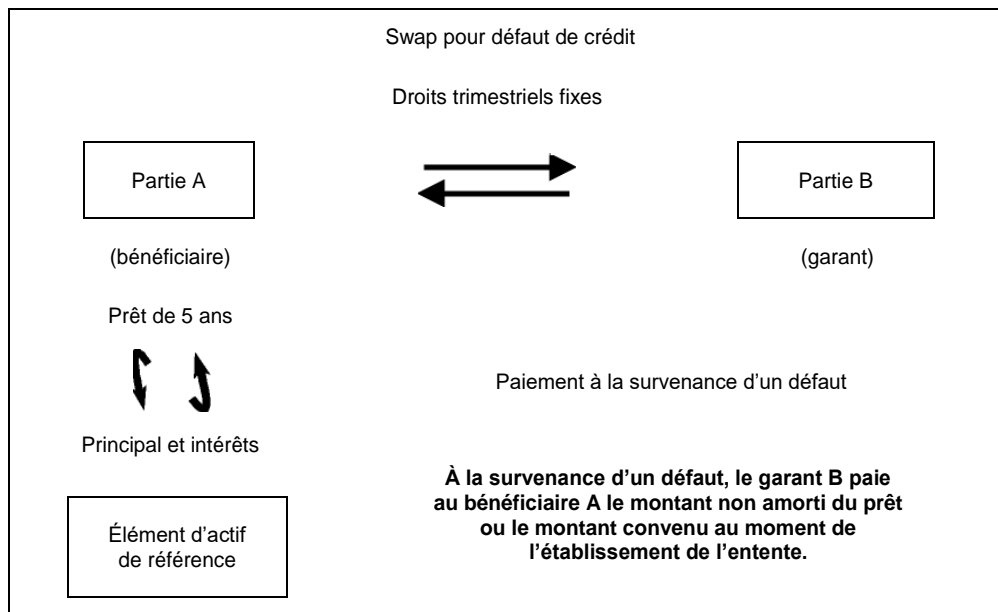 Swap pour défaut de crédit
Droits trimestriels fixes
Partie A
Partie B
(bénéficiaire)
(garant)
Prêt de 5 ans
Paiement à la survenance d’un défaut
Principal et intérêts
À la survenance d’un défaut, le garant B paie
au bénéficiaire A le montant non amorti du prêt
ou le montant convenu au moment de
l’établissement de l’entente.
Élément d’actif
de référence